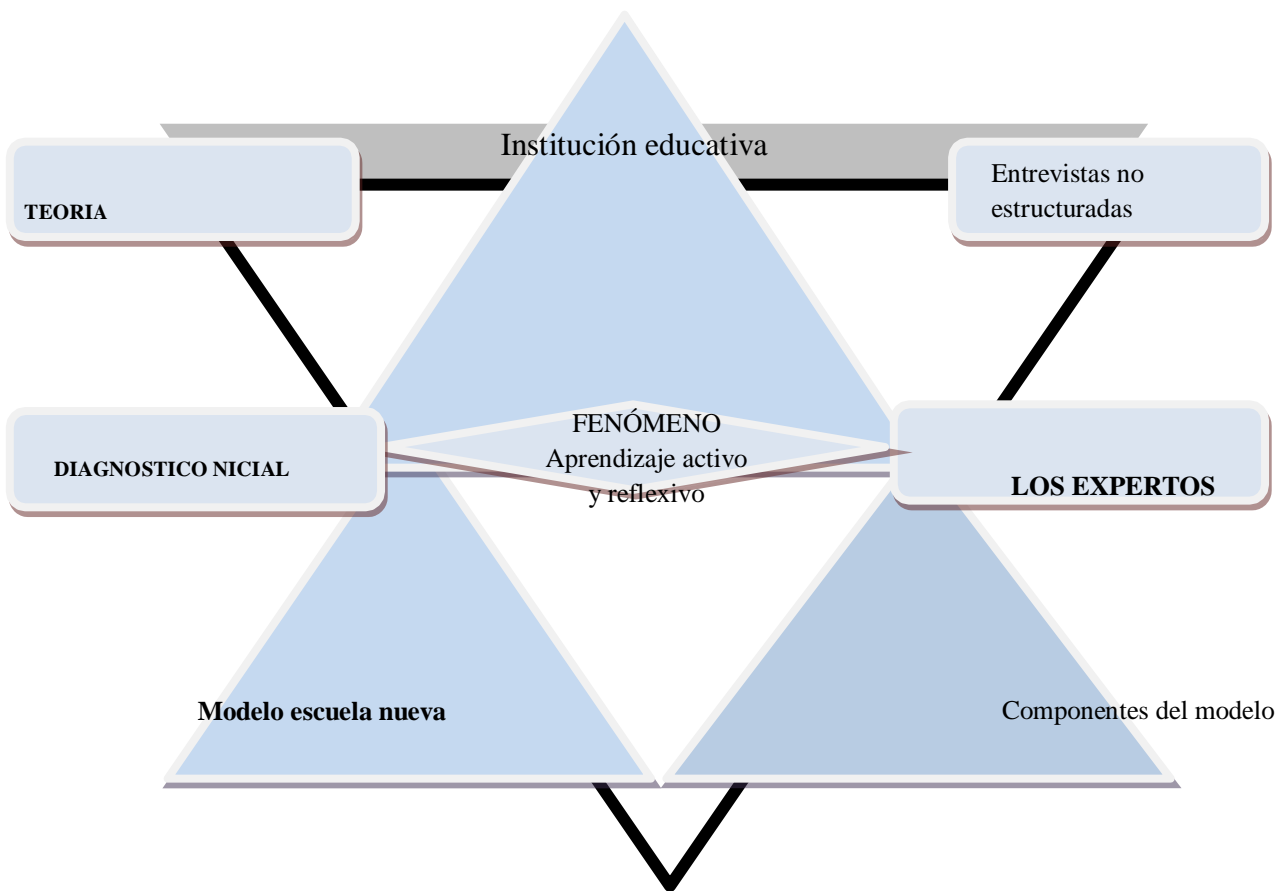 Institución educativa
TEORIA
Entrevistas no
estructuradas
FENÓMENO
Aprendizaje activo
y reflexivo
DIAGNOSTICO NICIAL
LOS EXPERTOS
Modelo escuela nueva
Componentes del modelo